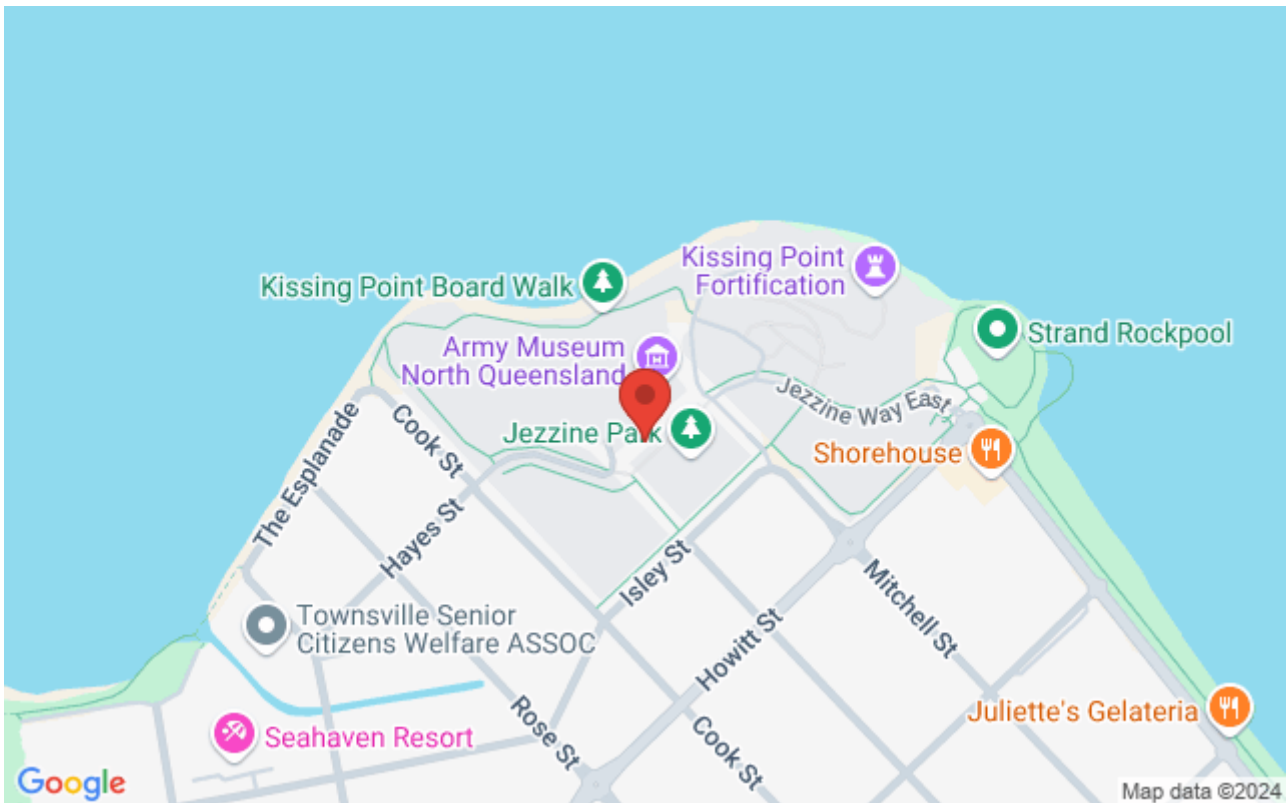 Kissing Point
Fortification
Kissing Point Board Walk
Strand Rockpool
Army Museum
North Queensland
Jezzine Way East
Jezzine Park
Cook St
The Esplanade
Shorehouse
Hayes St
Isley St
Mitchell St
Townsville Senior
Citizens Welfare ASSOC
Howitt St
Rose St
Cook St
Juliette's Gelateria
Seahaven Resort
Google
Map data ©2024